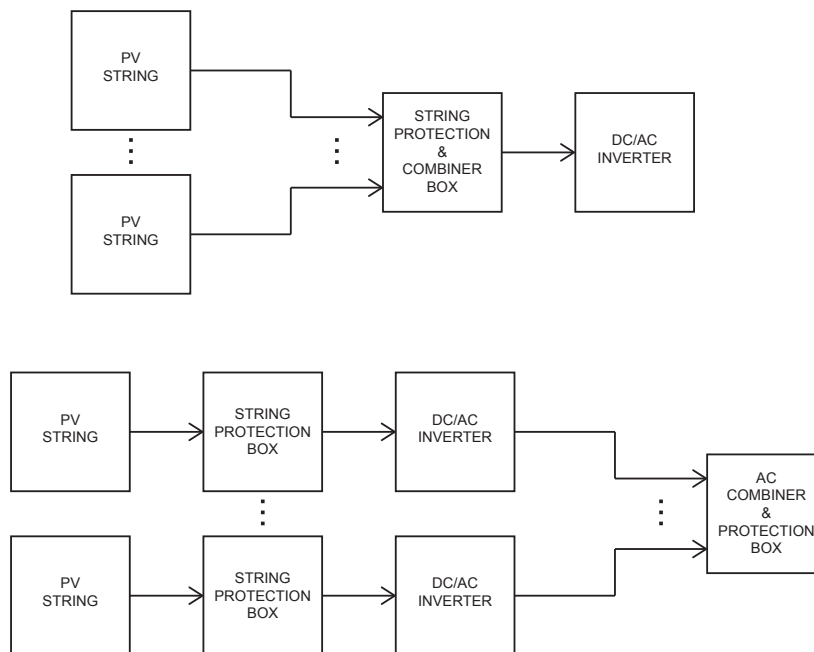 PV
STRING
PV
STRING
STRING
PROTECTION
&
COMBINER
BOX
DC/AC
INVERTER
PV
STRING
STRING
PROTECTION
BOX
DC/AC
INVERTER
PV
STRING
STRING
PROTECTION
BOX
DC/AC
INVERTER
AC
COMBINER
&
PROTECTION
BOX